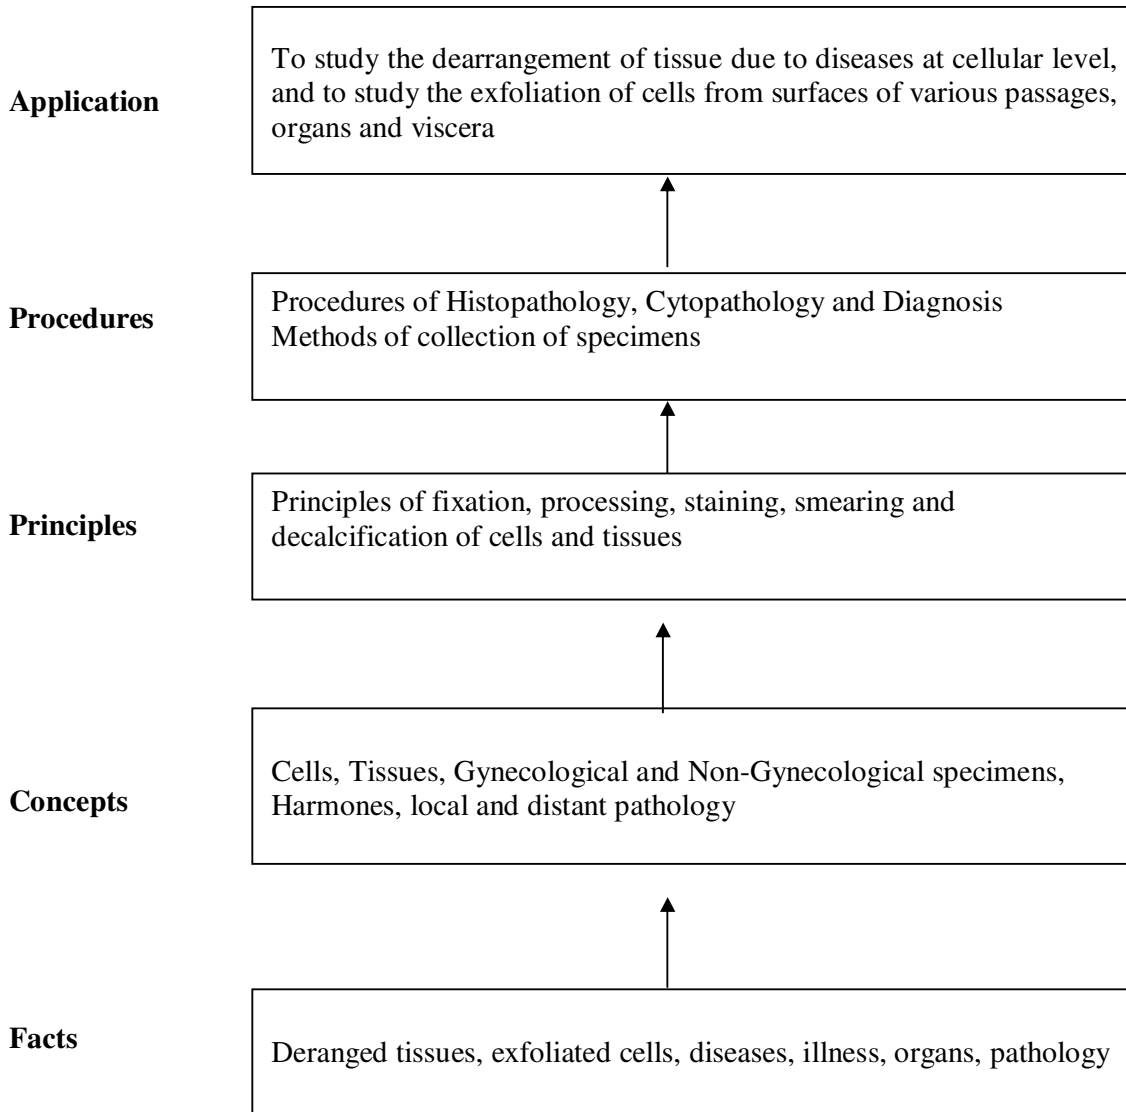 Application
To study the dearrangement of tissue due to diseases at cellular level,
and to study the exfoliation of cells from surfaces of various passages,
organs and viscera
Procedures
Procedures of Histopathology, Cytopathology and Diagnosis
Methods of collection of specimens
Principles
Principles of fixation, processing, staining, smearing and
decalcification of cells and tissues
Concepts
Cells, Tissues, Gynecological and Non-Gynecological specimens,
Harmones, local and distant pathology
Facts
Deranged tissues, exfoliated cells, diseases, illness, organs, pathology